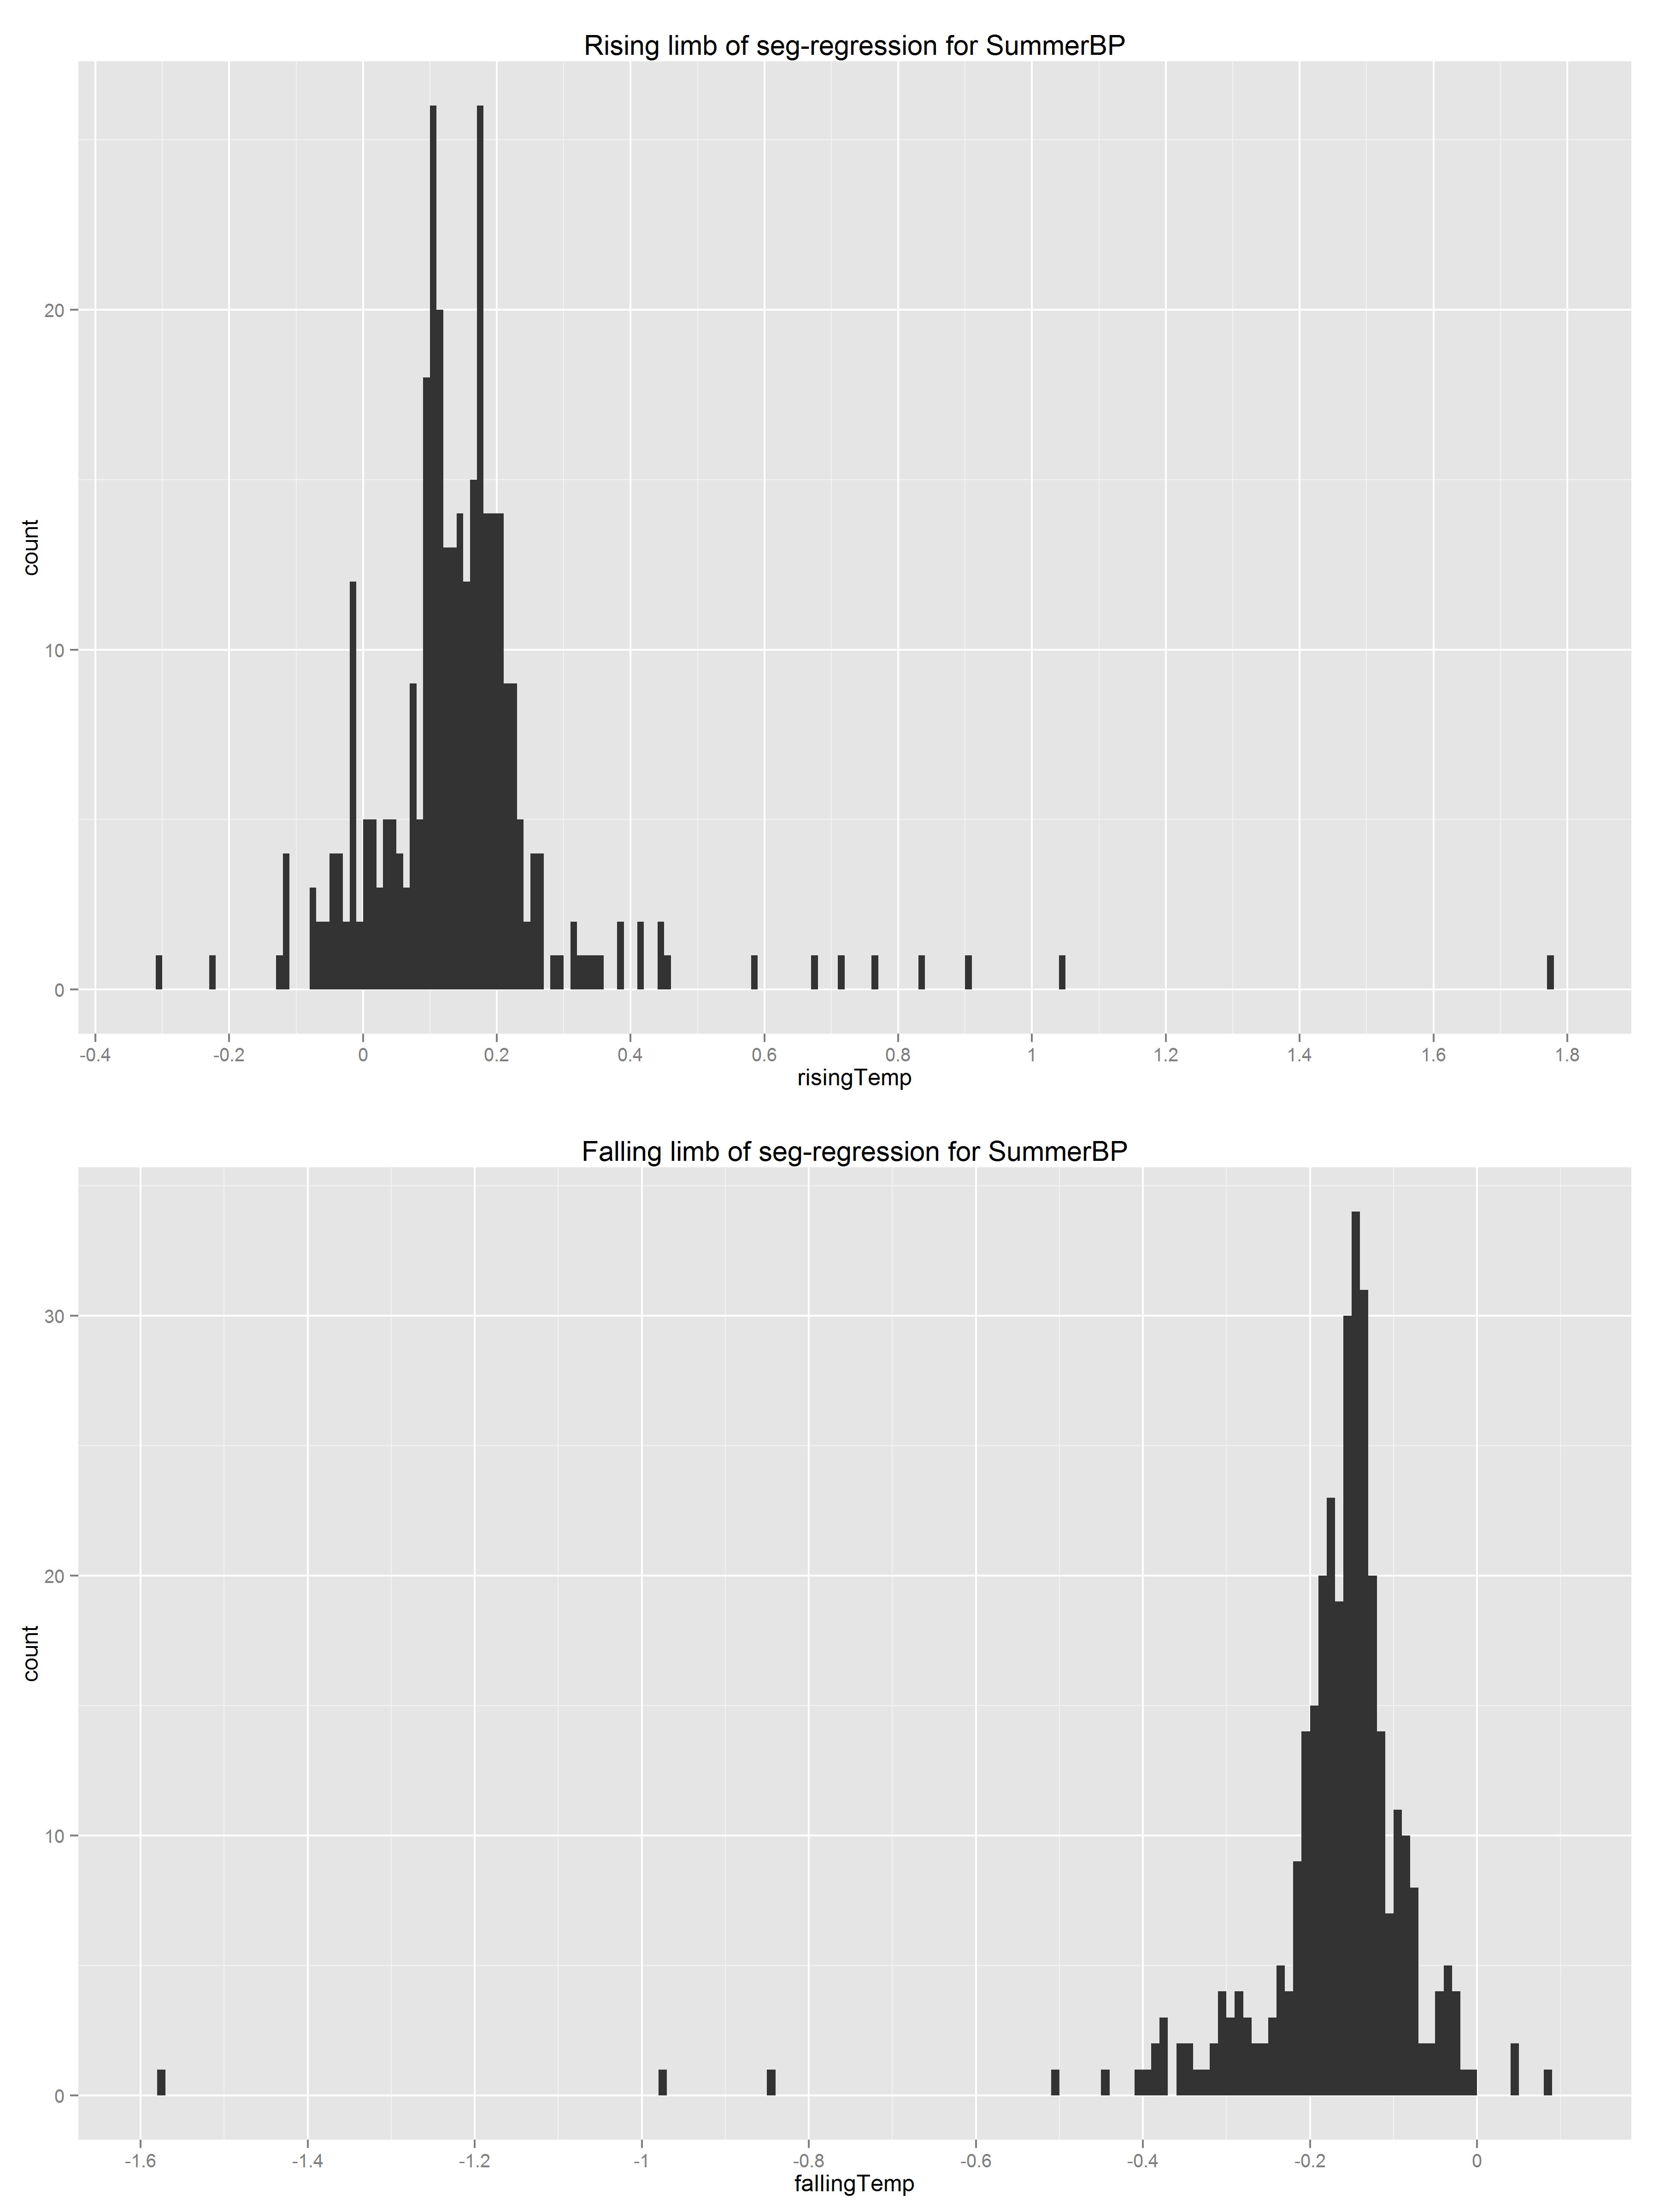 Rising limb of seg-regression for SummerBP
count
20
10
0
-0.4 -0.2 0 0.2 0.4 0.6 0.8 1 1.2 1.4 1.6 1.8
risingTemp
Falling limb of seg-regression for SummerBP
count
30
20
10
0
-1.6 -1.4 -1.2 -1 -0.8 -0.6 -0.4 -0.2 0
fallingTemp